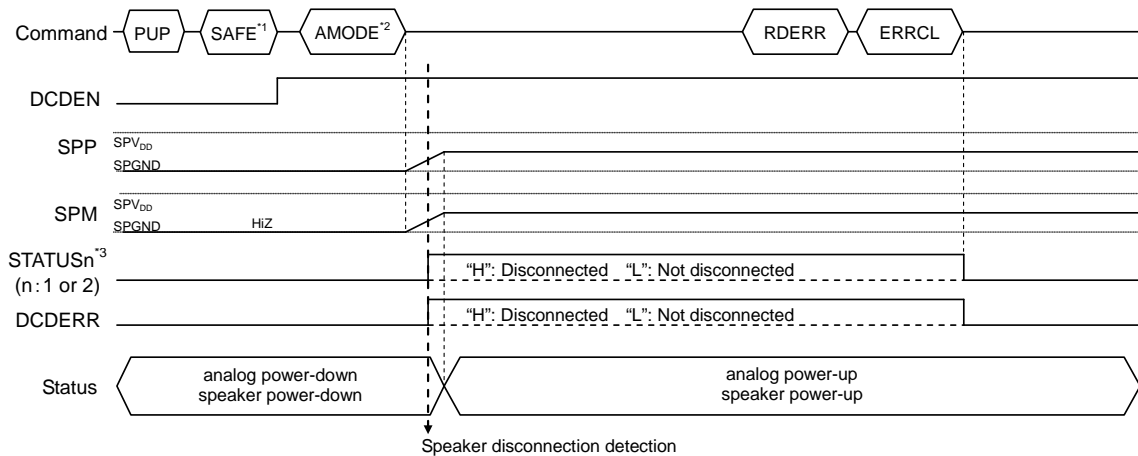 Command PUP SAFE*1 AMODE*2 RDERR ERRCL
DCDEN
SPP SPVDD
SPGND
SPM SPVDD
SPGND HiZ
STATUSn*3
(n:1 or 2)
"H": Disconnected "L": Not disconnected
DCDERR "H": Disconnected "L": Not disconnected
Status
analog power-down
speaker power-down
analog power-up
speaker power-up
Speaker disconnection detection